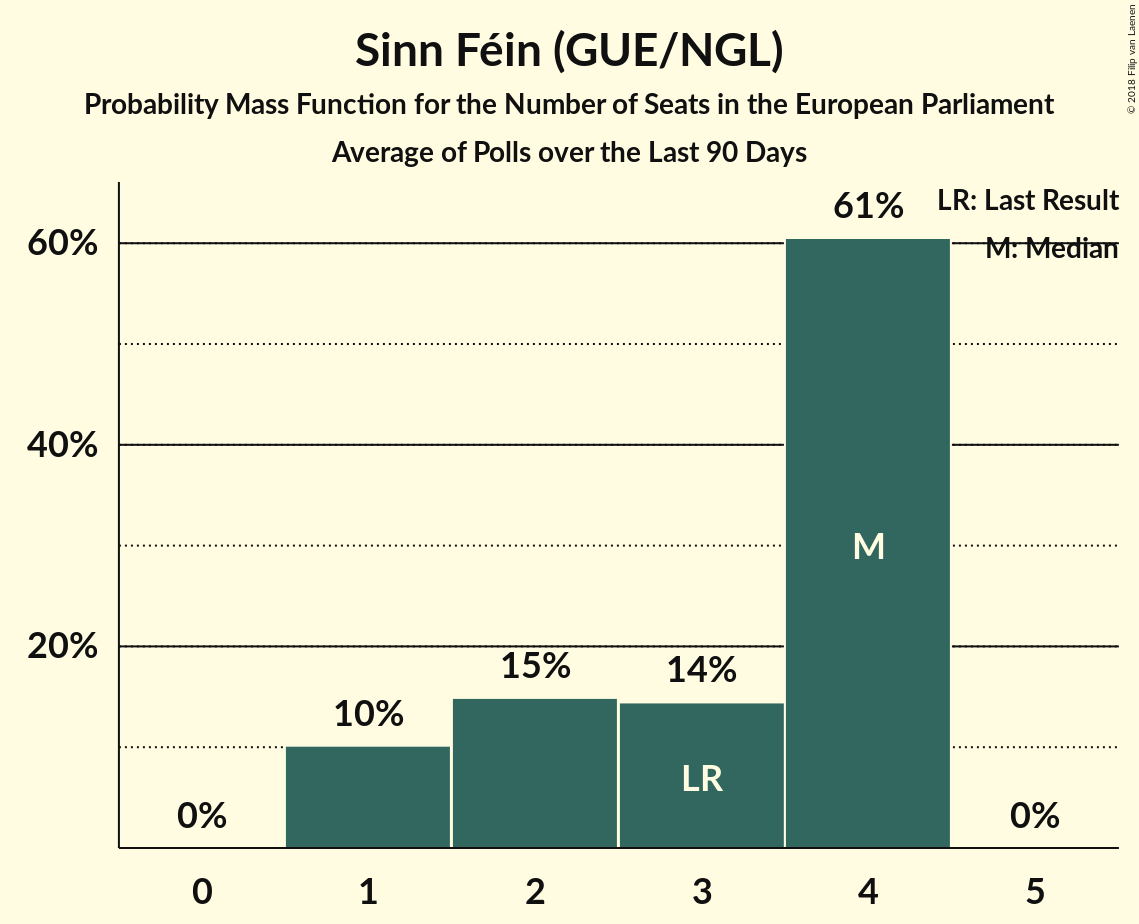 Sinn Féin (GUE/NGL)
Probability Mass Function for the Number of Seats in the European Parliament
Average of Polls over the Last 90 Days
© 2018 Filip van Laenen
LR: Last Result
M: Median
60%
40%
20%
0%
10%
15%
14%
61%
0%
LR
M
0 1 2 3 4 5